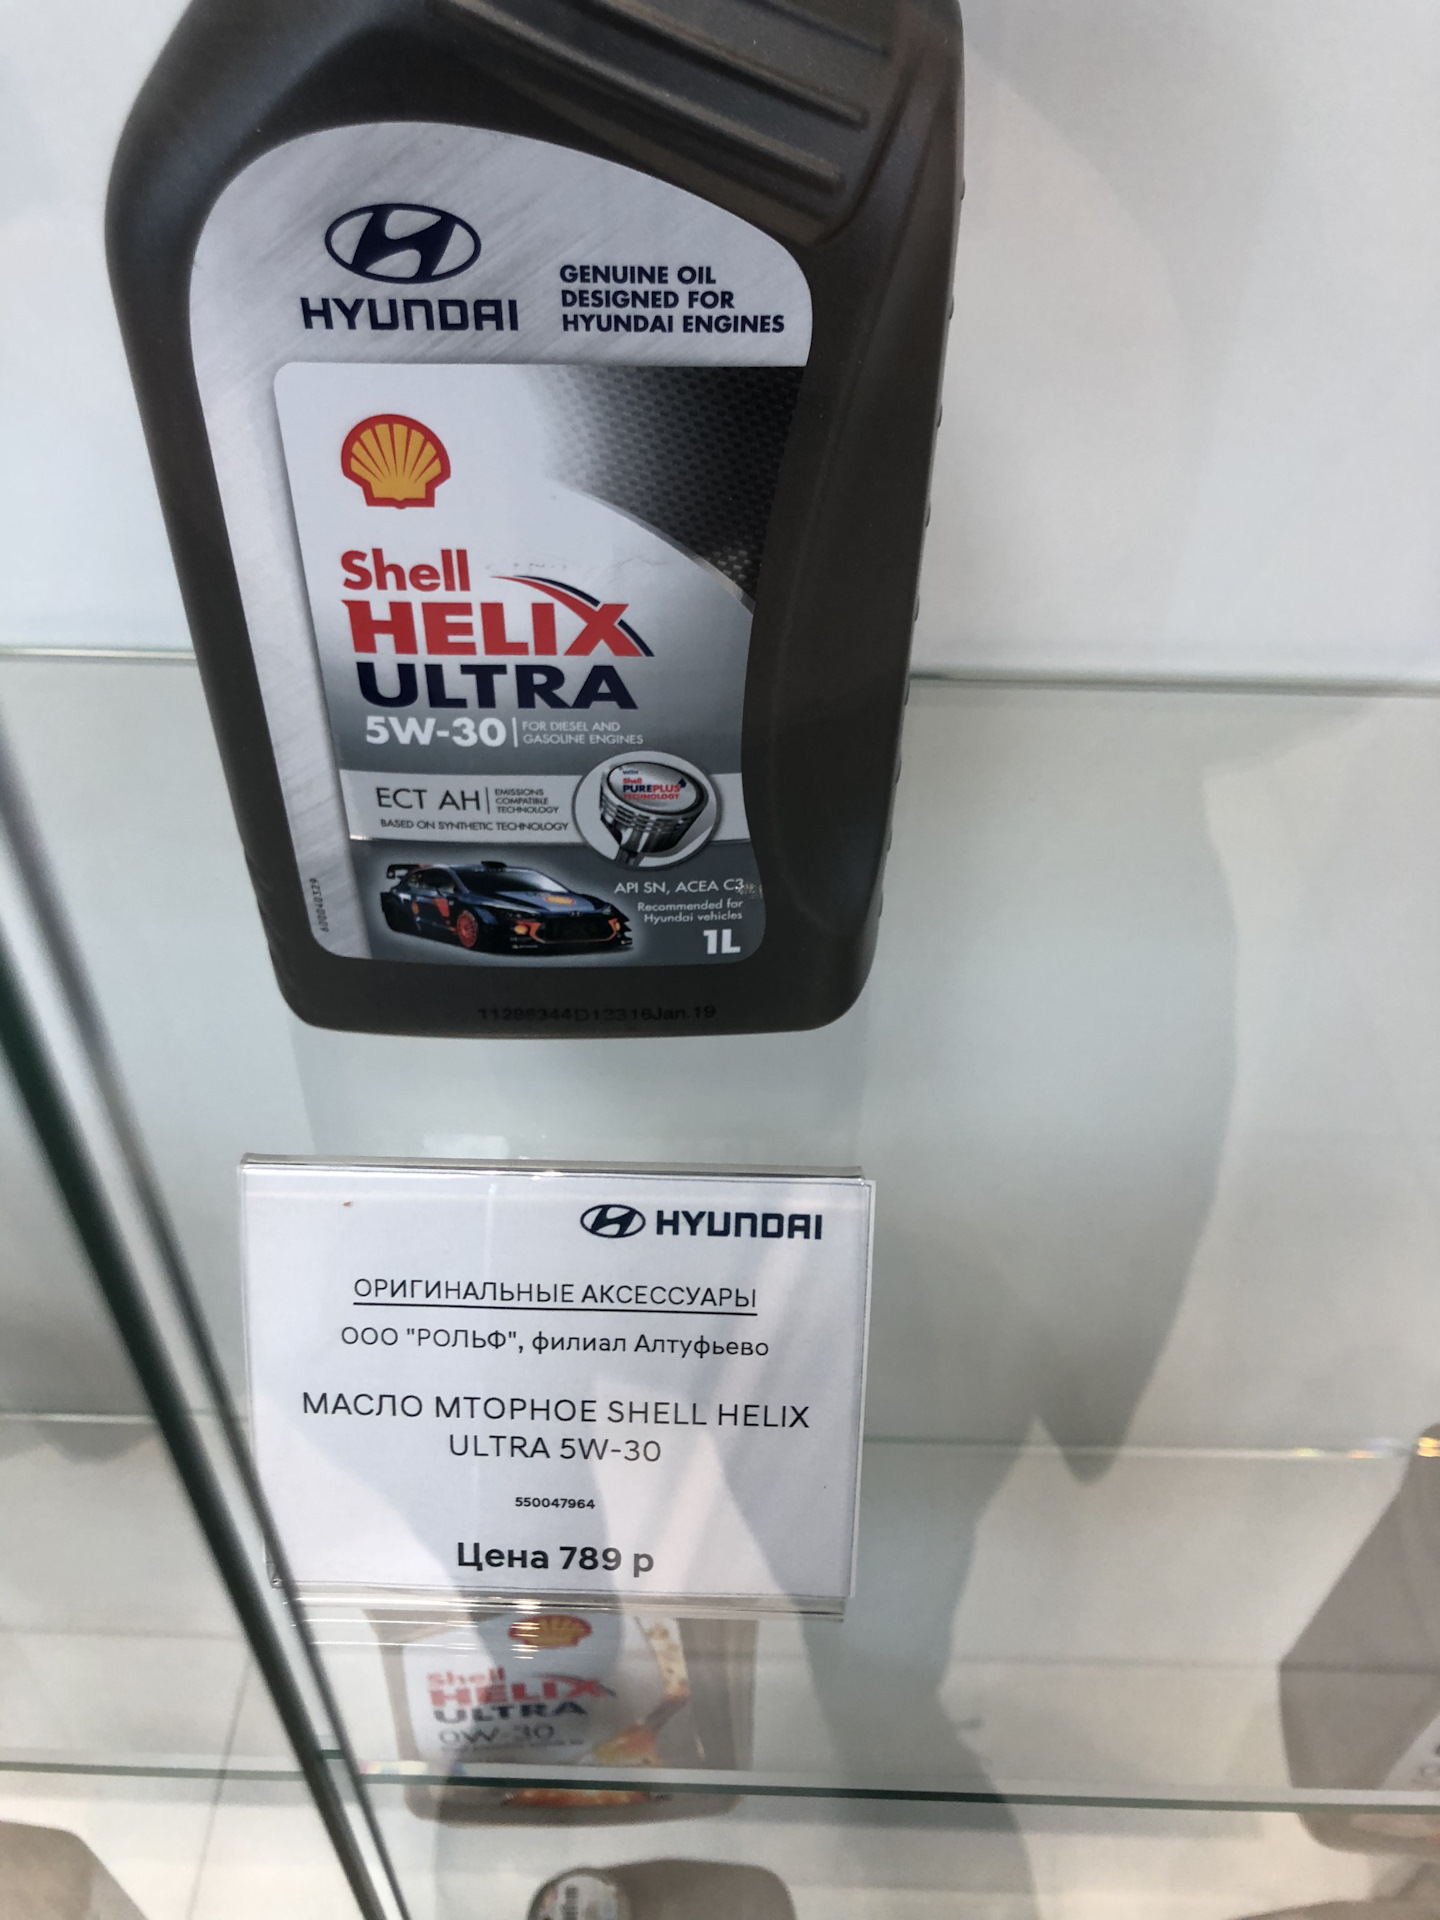 HYUNDAI
GENUINE OIL
DESIGNED FOR
HYUNDAI ENGINES
Shell
HELIX
ULTRA
5W-30
FOR DIESEL AND
GASOLINE ENGINES
ECT AH
EMISSIONS
COMPATIBLE
TECHNOLOGY
BASED ON SYNTHETIC TECHNOLOGY
WITH
Shell
PUREPLUS
TECHNOLOGY
API SN, ACEA C3
Recommended for
Hyundai vehicles
1L
600040329
HYUNDAI
ОРИГИНАЛЬНЫЕ АКСЕССУАРЫ
ООО "РОЛЬФ", филиал Алтуфьево
МАСЛО МТОРНОЕ SHELL HELIX
ULTRA 5W-30
550047964
Цена 789 р
Shell
HELIX
ULTRA
0W-30